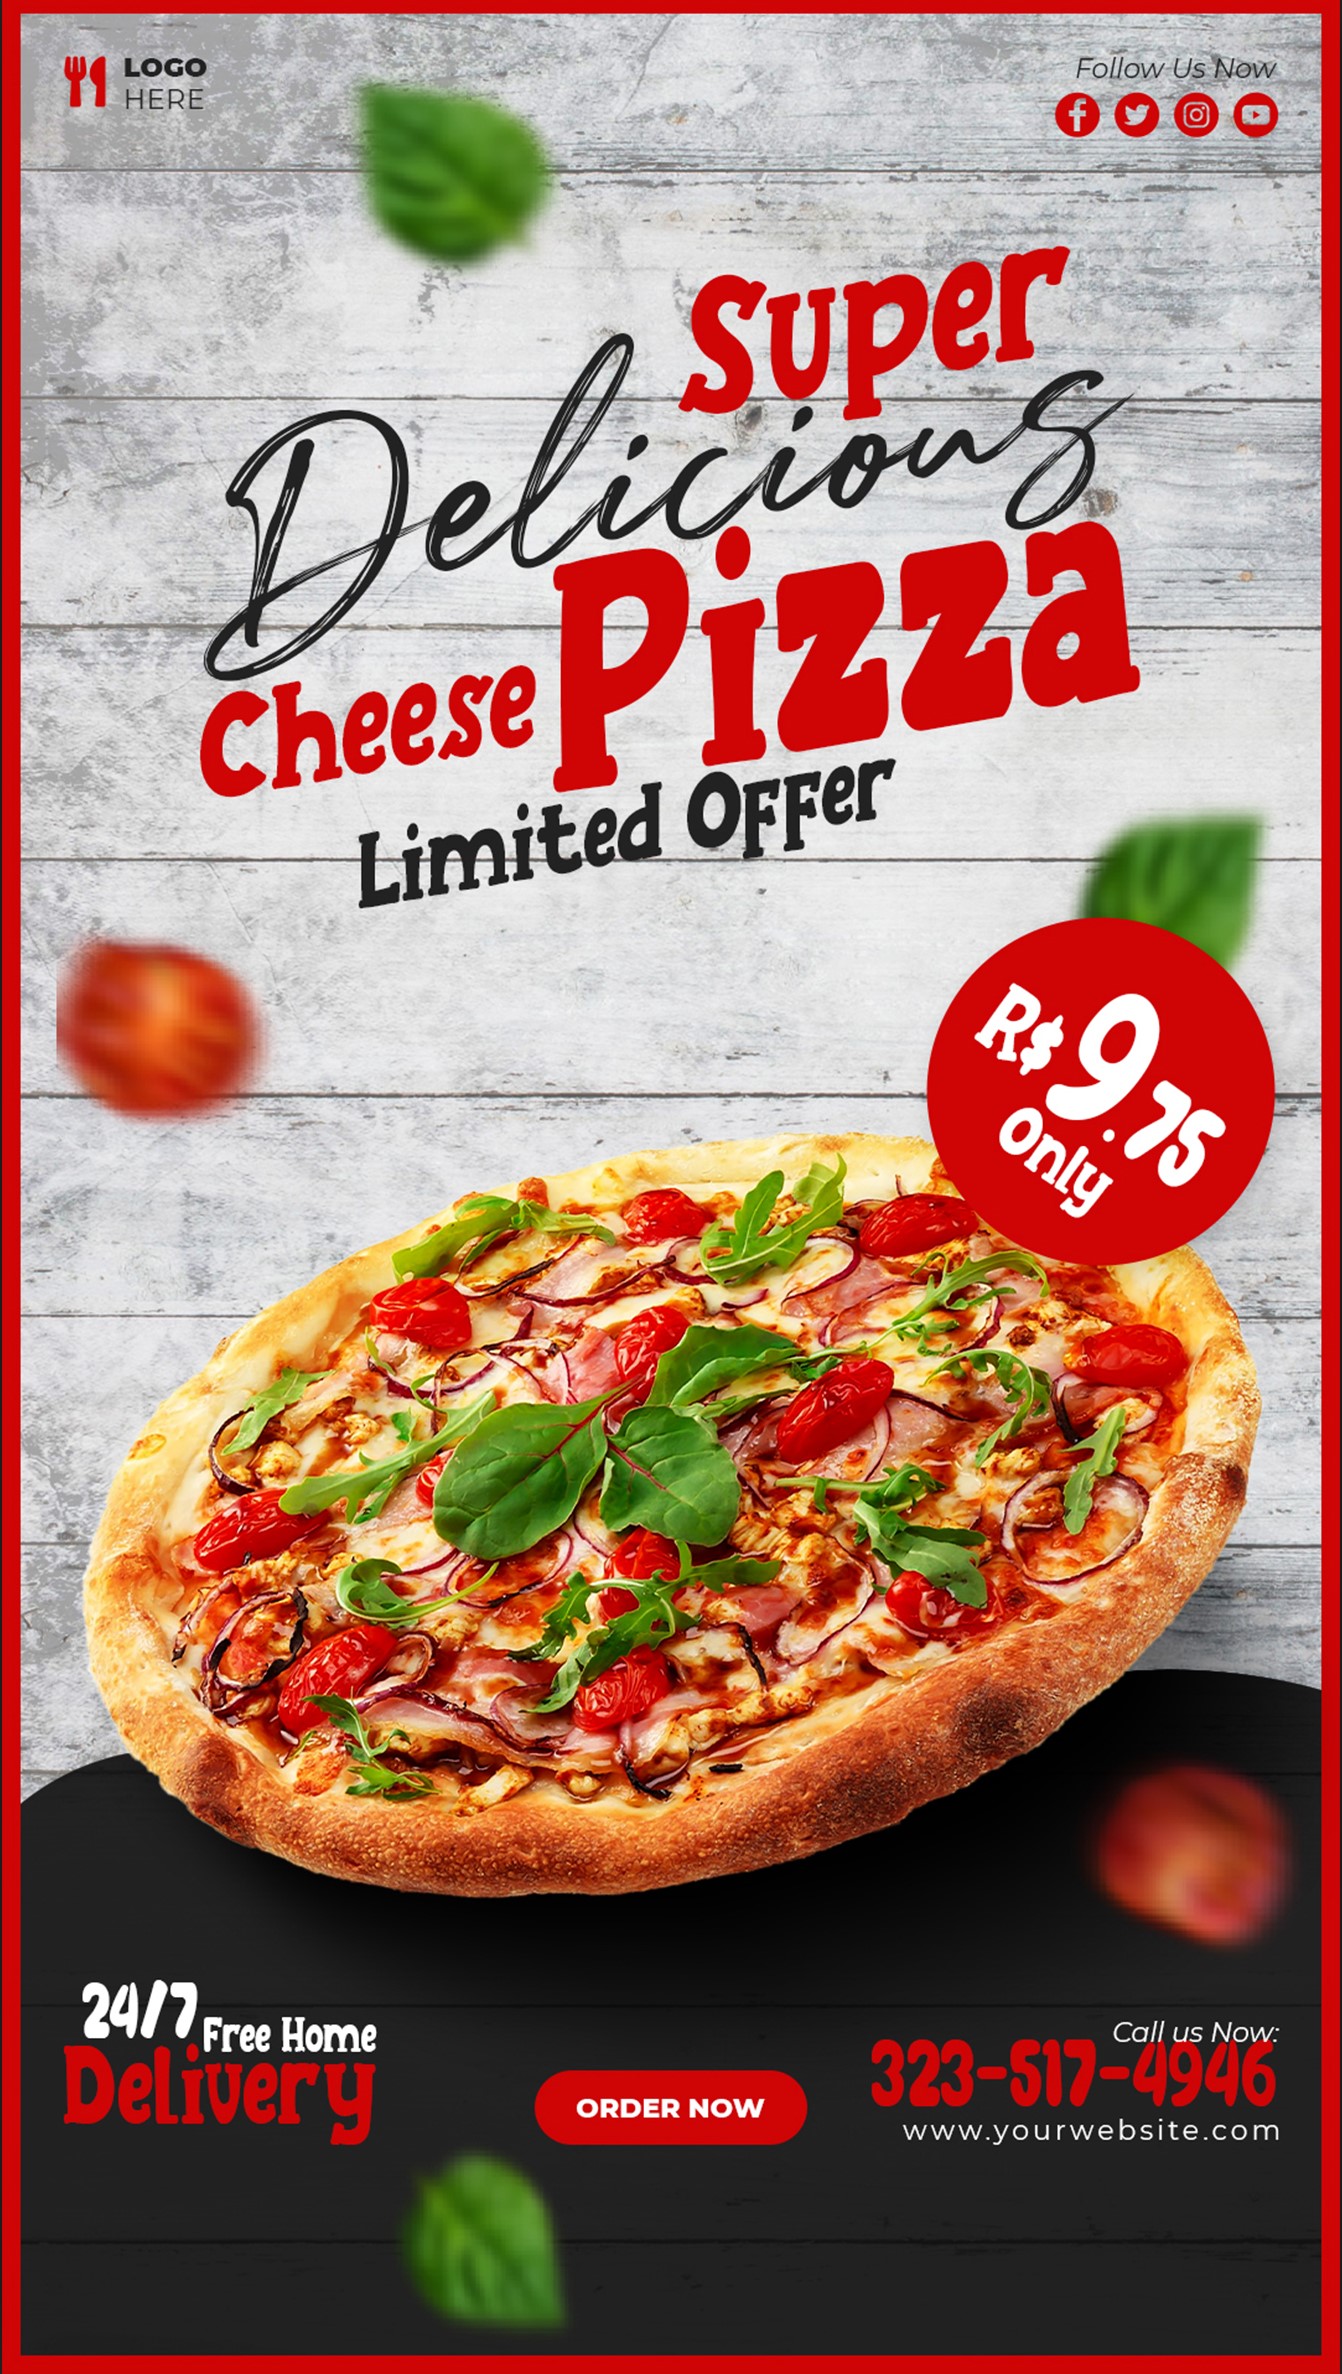 LOGO
HERE
Follow Us Now
Super
Delicious
Cheese Pizza
Limited Offer
R$ 9.75
Only
24/7 Free Home
Delivery
ORDER NOW
Call us Now:
323-517-4946
www.yourwebsite.com